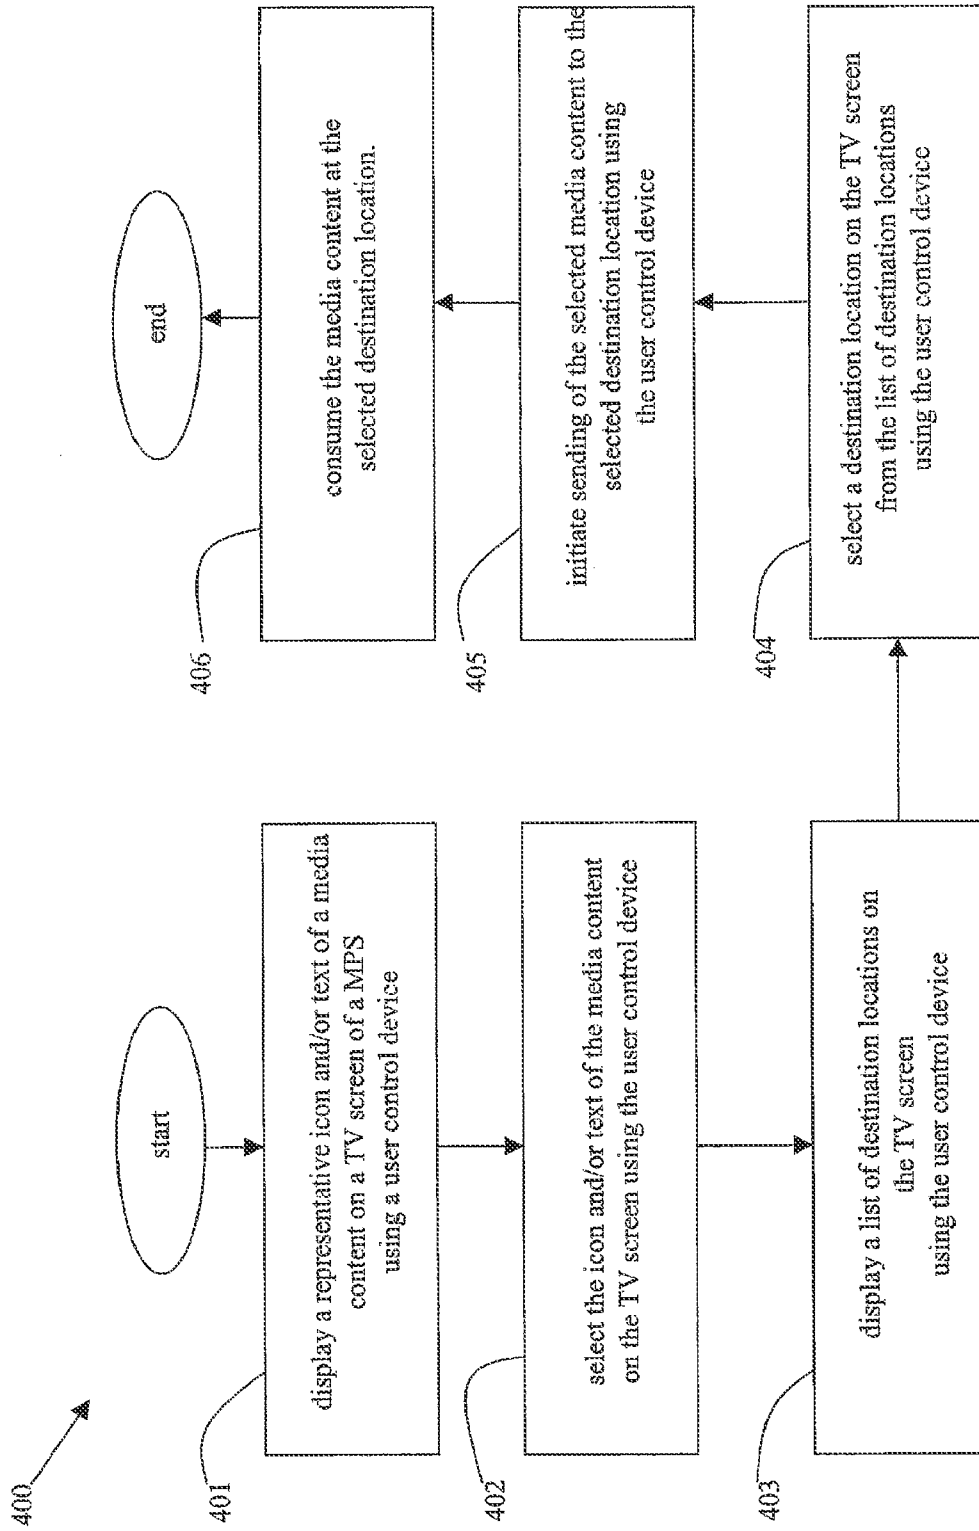 400
start
401
display a representative icon and/or text of a media
content on a TV screen of a MPS
using a user control device
402
select the icon and/or text of the media content
on the TV screen using the user control device
403
display a list of destination locations on
the TV screen
using the user control device
404
select a destination location on the TV screen
from the list of destination locations
using the user control device
405
initiate sending of the selected media content to the
selected destination location using
the user control device
406
consume the media content at the
selected destination location.
end